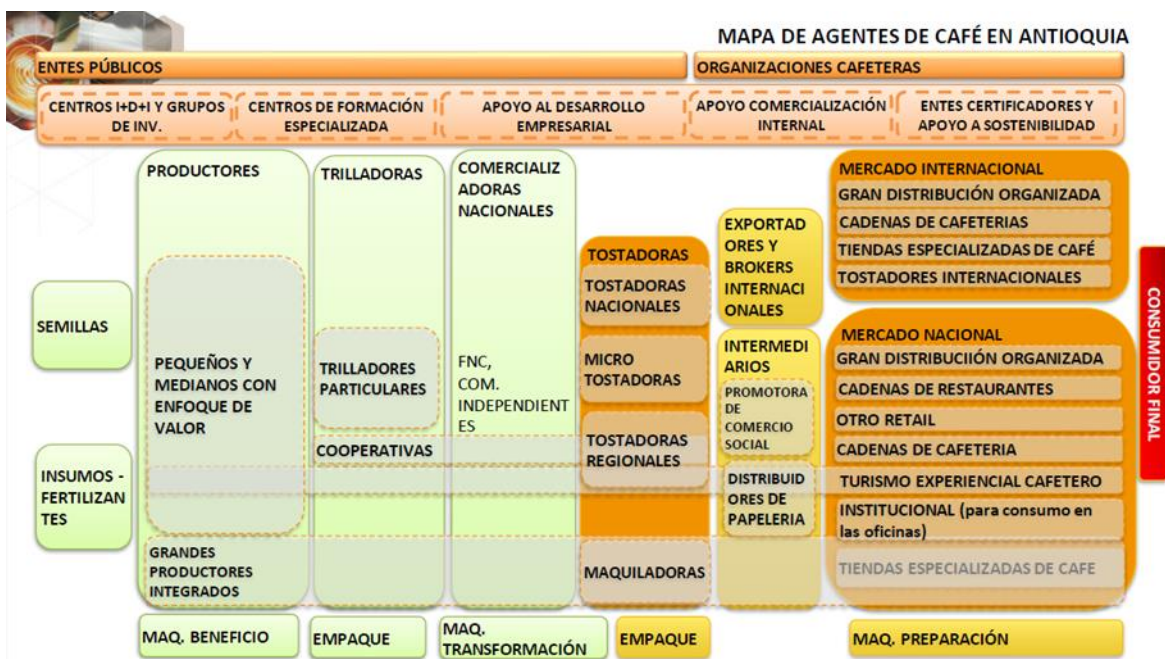 MAPA DE AGENTES DE CAFÉ EN ANTIOQUIA
ENTES PÚBLICOS
ORGANIZACIONES CAFETERAS
CENTROS I+D+I Y GRUPOS
DE INV.
CENTROS DE FORMACIÓN
ESPECIALIZADA
APOYO AL DESARROLLO
EMPRESARIAL
APOYO COMERCIALIZACIÓN
INTERNAL
ENTES CERTIFICADORES Y
APOYO A SOSTENIBILIDAD
SEMILLAS
INSUMOS -
FERTILIZAN
TES
PRODUCTORES
PEQUEÑOS Y
MEDIANOS CON
ENFOQUE DE
VALOR
GRANDES
PRODUCTORES
INTEGRADOS
TRILLADORAS
TRILLADORES
PARTICULARES
COOPERATIVAS
COMERCIALIZ
ADORAS
NACIONALES
FNC,
COM.
INDEPENDIENT
ES
TOSTADORAS
TOSTADORAS
NACIONALES
MICRO
TOSTADORAS
TOSTADORAS
REGIONALES
MAQUILADORAS
EXPORTAD
ORES Y
BROKERS
INTERNACI
ONALES
INTERMEDI
ARIOS
PROMOTORA
DE
COMERCIO
SOCIAL
DISTRIBUID
ORES DE
PAPELERIA
MERCADO INTERNACIONAL
GRAN DISTRIBUCIÓN ORGANIZADA
CADENAS DE CAFETERIAS
TIENDAS ESPECIALIZADAS DE CAFÉ
TOSTADORES INTERNACIONALES
MERCADO NACIONAL
GRAN DISTRIBUCIIÓN ORGANIZADA
CADENAS DE RESTAURANTES
OTRO RETAIL
CADENAS DE CAFETERIA
TURISMO EXPERIENCIAL CAFETERO
INSTITUCIONAL (para consumo en
las oficinas)
TIENDAS ESPECIALIZADAS DE CAFE
CONSUMIDOR FINAL
MAQ. BENEFICIO
EMPAQUE
MAQ.
TRANSFORMACIÓN
EMPAQUE
MAQ. PREPARACIÓN